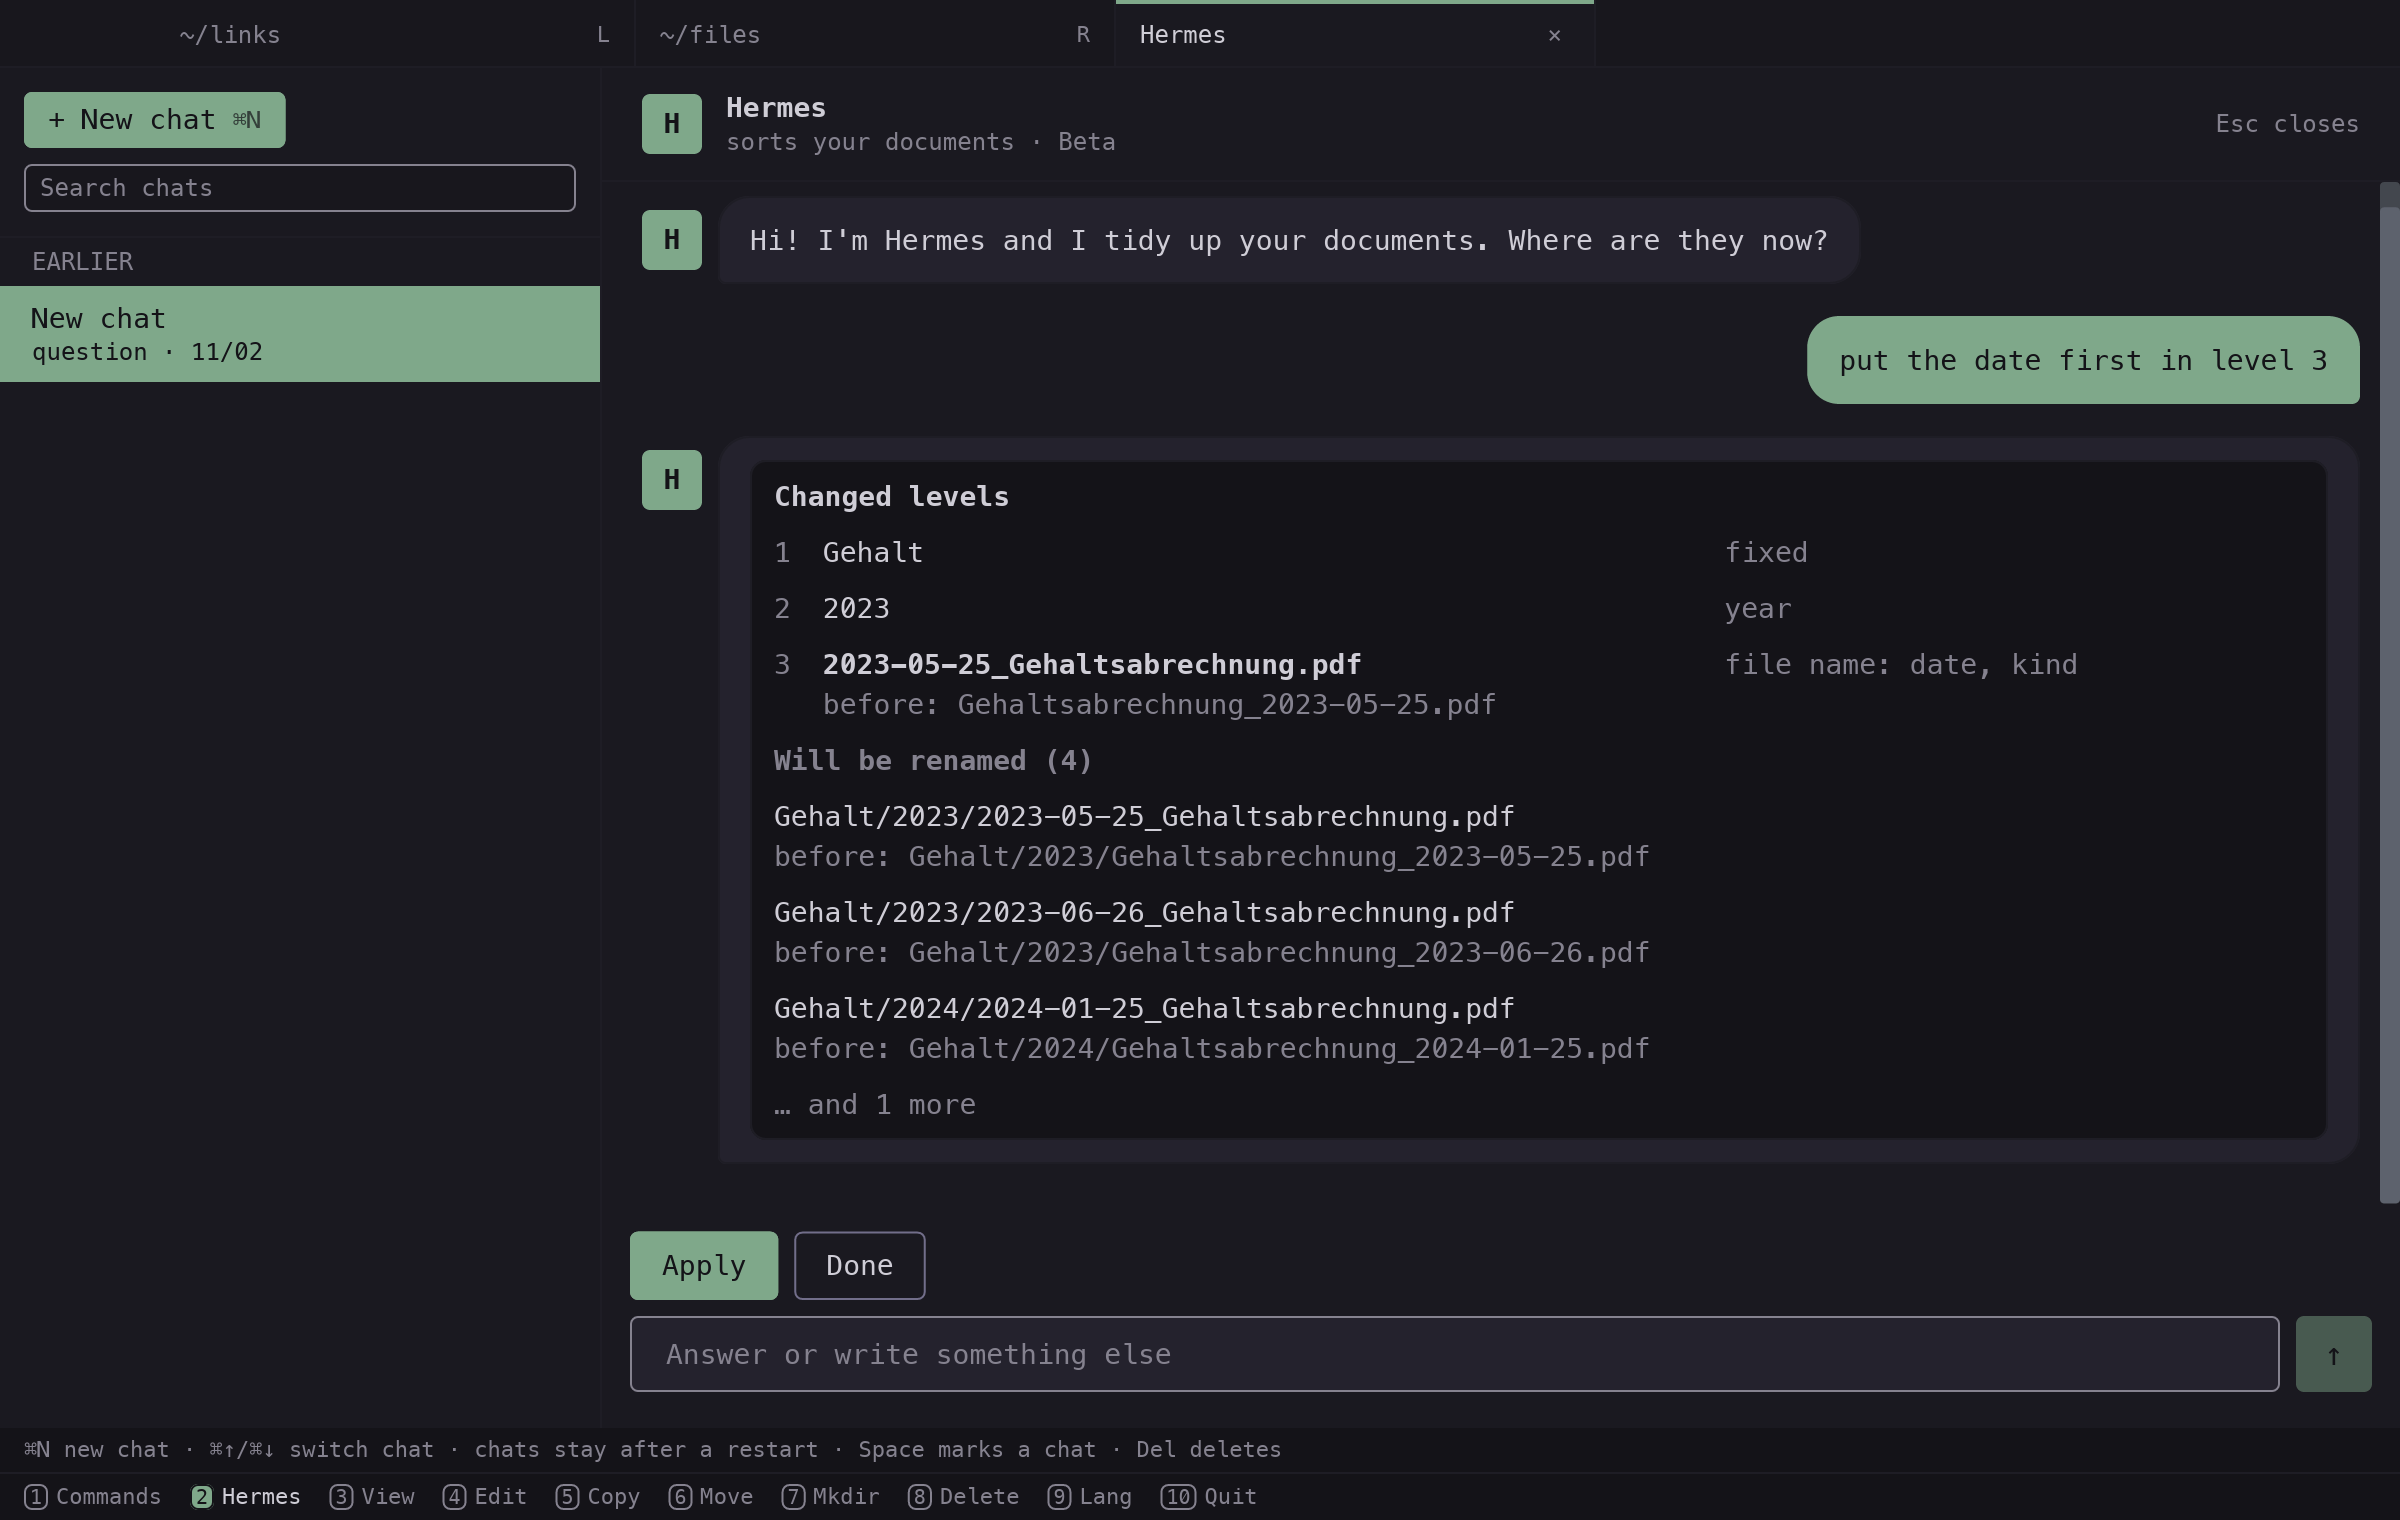 ~/links L ~/files R Hermes ×
+ New chat ⌘N
Search chats
EARLIER
New chat
question · 11/02
H Hermes
sorts your documents · Beta
Esc closes
H Hi! I'm Hermes and I tidy up your documents. Where are they now?
put the date first in level 3
H
Changed levels
1 Gehalt fixed
2 2023 year
3 2023-05-25_Gehaltsabrechnung.pdf file name: date, kind
before: Gehaltsabrechnung_2023-05-25.pdf
Will be renamed (4)
Gehalt/2023/2023-05-25_Gehaltsabrechnung.pdf
before: Gehalt/2023/Gehaltsabrechnung_2023-05-25.pdf
Gehalt/2023/2023-06-26_Gehaltsabrechnung.pdf
before: Gehalt/2023/Gehaltsabrechnung_2023-06-26.pdf
Gehalt/2024/2024-01-25_Gehaltsabrechnung.pdf
before: Gehalt/2024/Gehaltsabrechnung_2024-01-25.pdf
… and 1 more
Apply Done
Answer or write something else ↑
⌘N new chat · ⌘↑/⌘↓ switch chat · chats stay after a restart · Space marks a chat · Del deletes
1 Commands 2 Hermes 3 View 4 Edit 5 Copy 6 Move 7 Mkdir 8 Delete 9 Lang 10 Quit